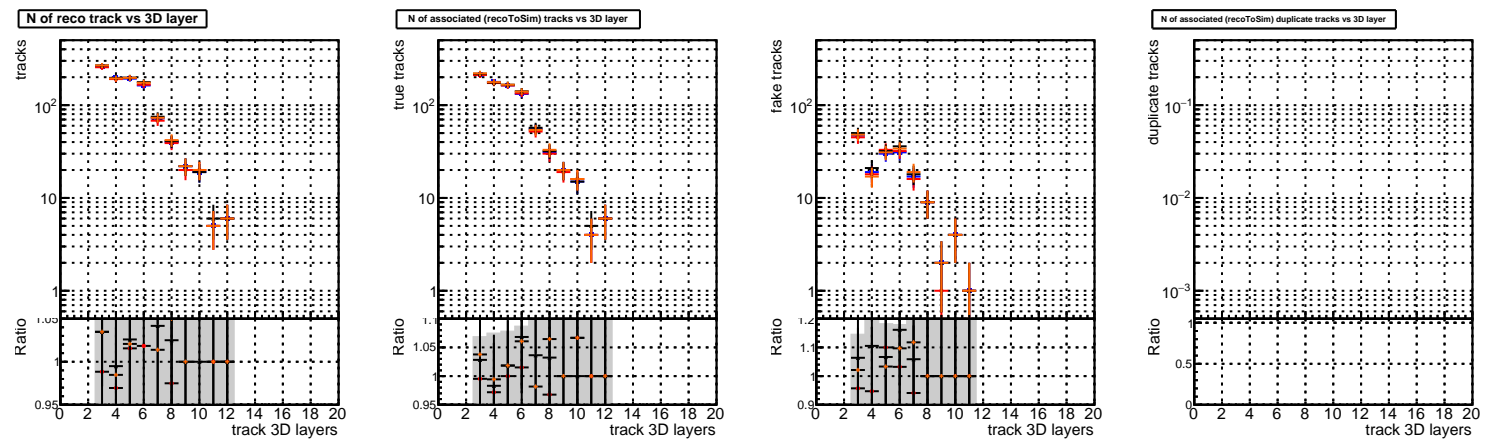 N of reco track vs 3D layer
tracks
10²
10
1
1.05
1
0.95
Ratio
0 2 4 6 8 10 12 14 16 18 20
track 3D layers
N of associated (recoToSim) tracks vs 3D layer
true tracks
10²
10
1
1.1
1.05
1
0.95
Ratio
0 2 4 6 8 10 12 14 16 18 20
track 3D layers
fake tracks
10²
10
1
1.2
1.1
1
0.9
Ratio
0 2 4 6 8 10 12 14 16 18 20
track 3D layers
N of associated (recoToSim) duplicate tracks vs 3D layer
duplicate tracks
10⁻¹
10⁻²
10⁻³
1
0.5
0
Ratio
0 2 4 6 8 10 12 14 16 18 20
track 3D layers